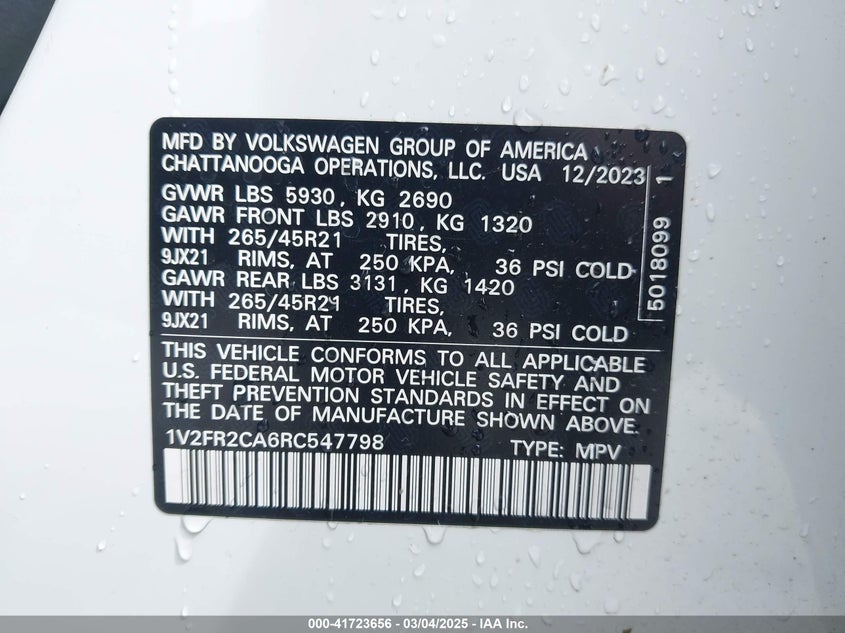 MFD BY VOLKSWAGEN GROUP OF AMERICA
CHATTANOOGA OPERATIONS, LLC. USA 12/2023
GVWR LBS 5930, KG 2690
GAWR FRONT LBS 2910, KG 1320
WITH 265/45R21 TIRES,
9JX21 RIMS, AT 250 KPA, 36 PSI COLD
GAWR REAR LBS 3131, KG 1420
WITH 265/45R21 TIRES,
9JX21 RIMS, AT 250 KPA, 36 PSI COLD
5018099 1
THIS VEHICLE CONFORMS TO ALL APPLICABLE
U.S. FEDERAL MOTOR VEHICLE SAFETY AND
THEFT PREVENTION STANDARDS IN EFFECT ON
THE DATE OF MANUFACTURE SHOWN ABOVE.
1V2FR2CA6RC547798 TYPE: MPV
000-41723656 - 03/04/2025 - IAA Inc.